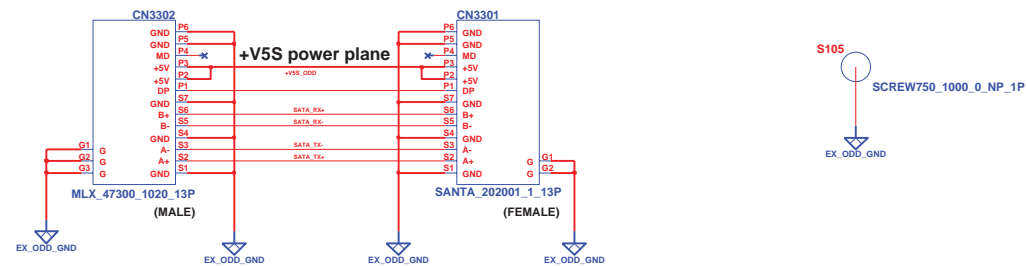 CN3302
CN3301
P6 GND
P5 GND
P4 MD
P3 +5V
P2 +5V
P1 DP
S7 GND
S6 B+
S5 B-
S4 GND
S3 A-
S2 A+
S1 GND
G1 G
G2 G
G3 G
MLX_47300_1020_13P
(MALE)
+V5S power plane
+V5S_ODD
SATA_RX+
SATA_RX-
SATA_TX-
SATA_TX+
P6 GND
P5 GND
P4 MD
P3 +5V
P2 +5V
P1 DP
S7 GND
S6 B+
S5 B-
S4 GND
S3 A-
S2 A+
S1 GND
G G1
G G2
SANTA_202001_1_13P
(FEMALE)
EX_ODD_GND
EX_ODD_GND
EX_ODD_GND
EX_ODD_GND
S105
SCREW750_1000_0_NP_1P
EX_ODD_GND